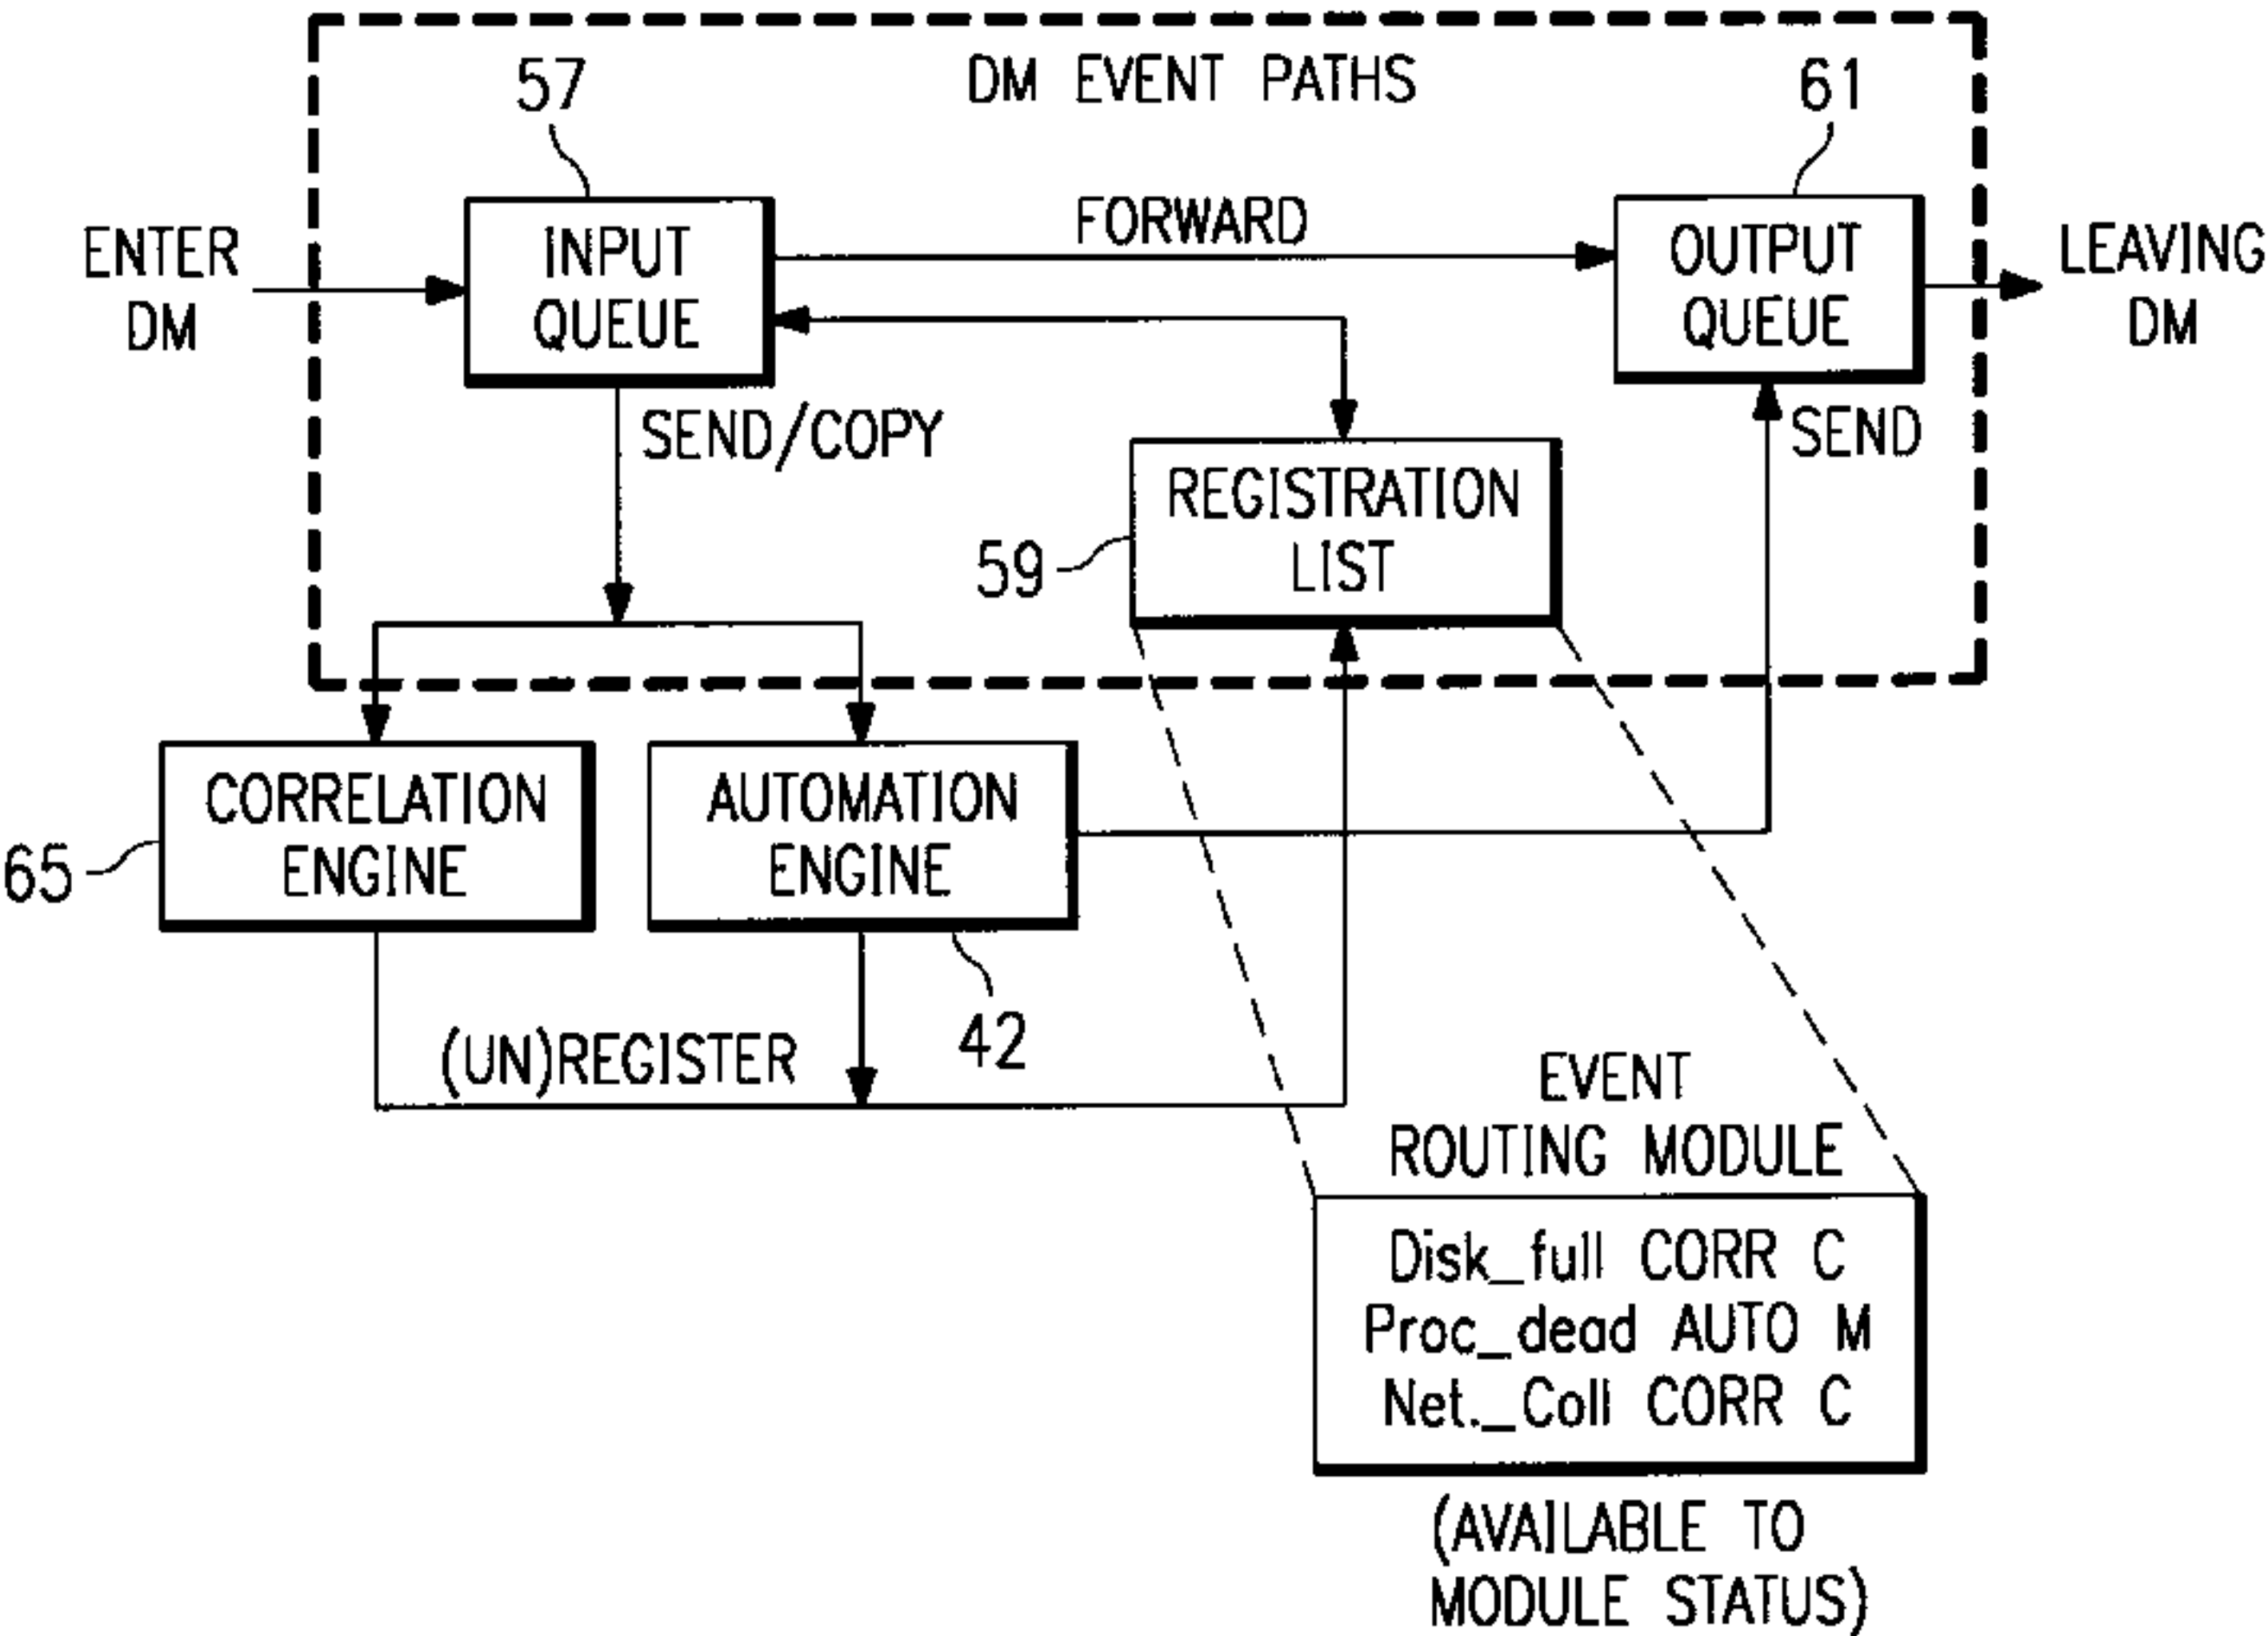 DM EVENT PATHS
57
61
ENTER
DM
INPUT
QUEUE
FORWARD
OUTPUT
QUEUE
LEAVING
DM
SEND/COPY
SEND
REGISTRATION
LIST
59
CORRELATION
ENGINE
65
AUTOMATION
ENGINE
42
(UN)REGISTER
EVENT
ROUTING MODULE
Disk_full CORR C
Proc_dead AUTO M
Net._Coll CORR C
(AVAILABLE TO
MODULE STATUS)